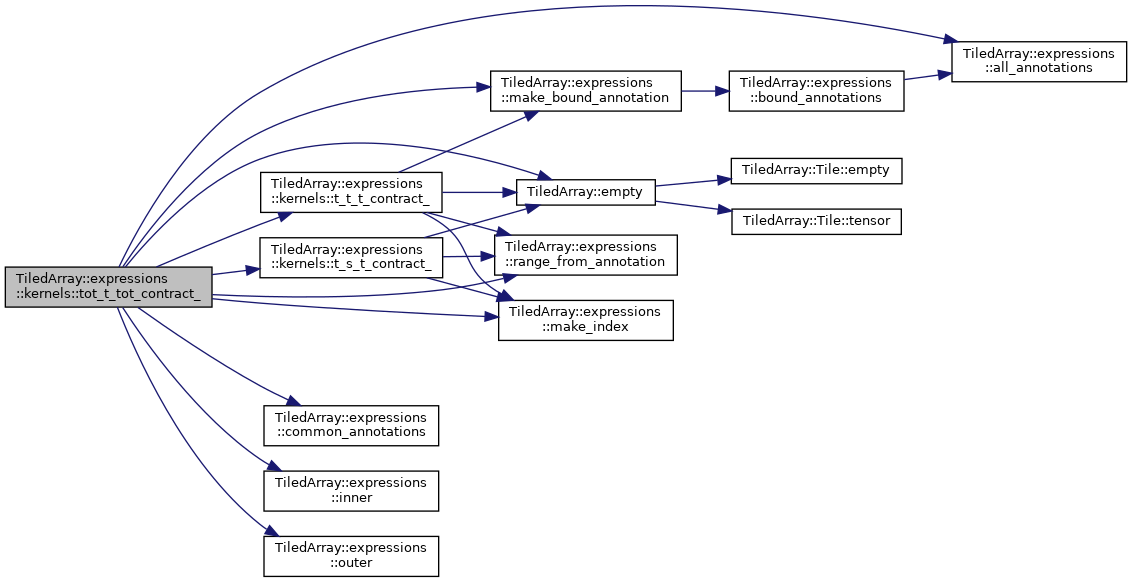 TiledArray::expressions
::all_annotations
TiledArray::expressions
::make_bound_annotation
TiledArray::expressions
::bound_annotations
TiledArray::Tile::empty
TiledArray::expressions
::kernels::t_t_t_contract_
TiledArray::empty
TiledArray::Tile::tensor
TiledArray::expressions
::kernels::t_s_t_contract_
TiledArray::expressions
::range_from_annotation
TiledArray::expressions
::kernels::tot_t_tot_contract_
TiledArray::expressions
::make_index
TiledArray::expressions
::common_annotations
TiledArray::expressions
::inner
TiledArray::expressions
::outer